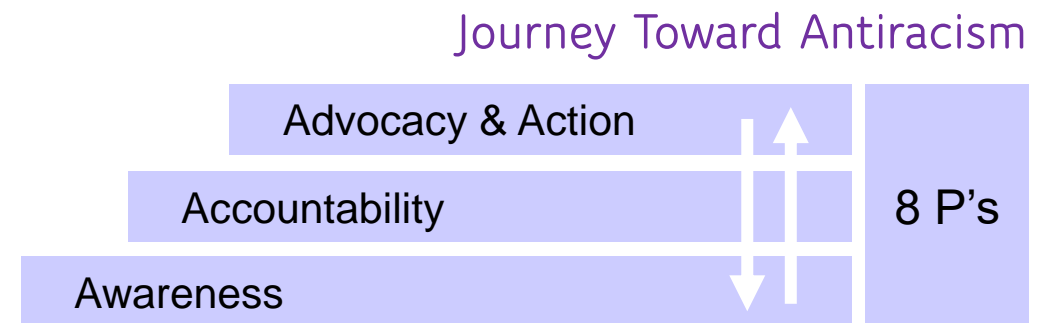 Journey Toward Antiracism
Advocacy & Action
Accountability
8 P's
Awareness